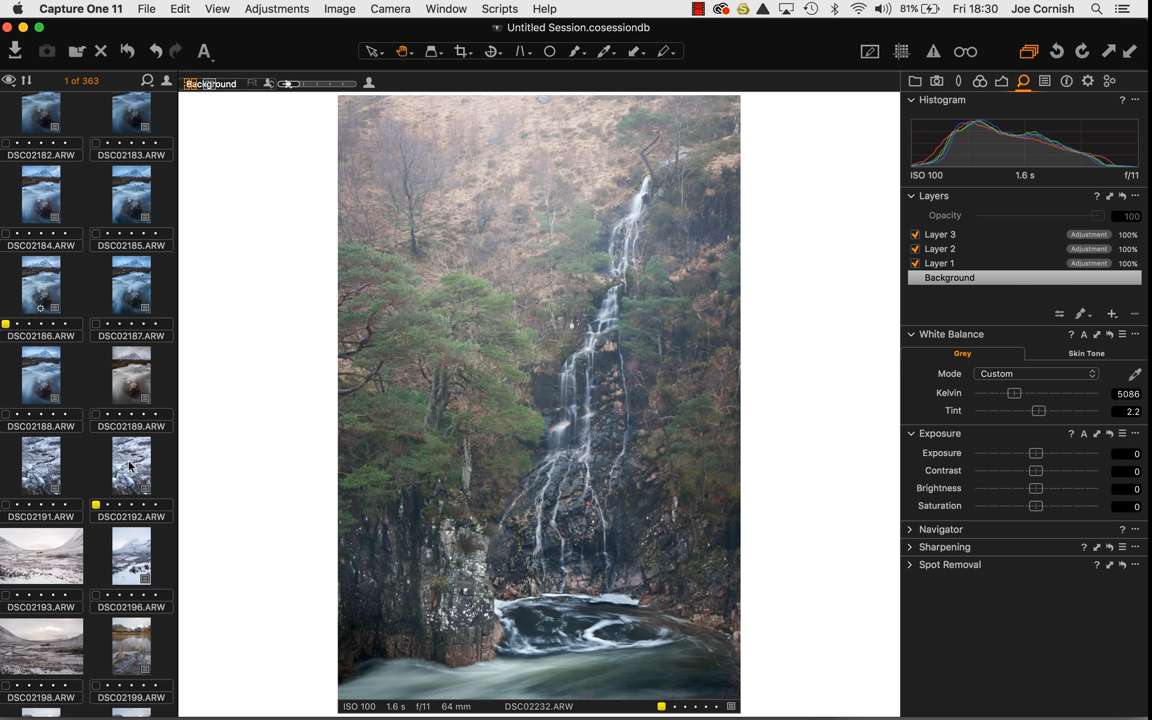 Capture One 11 File Edit View Adjustments Image Camera Window Scripts Help 81% Fri 18:30 Joe Cornish
Untitled Session.cosessiondb
1 of 363
Background Fit
DSC02182.ARW DSC02183.ARW
DSC02184.ARW DSC02185.ARW
DSC02186.ARW DSC02187.ARW
DSC02188.ARW DSC02189.ARW
DSC02191.ARW DSC02192.ARW
DSC02193.ARW DSC02196.ARW
DSC02198.ARW DSC02199.ARW
ISO 100 1.6 s f/11 64 mm DSC02232.ARW
Histogram ? ...
ISO 100 1.6 s f/11
Layers ? ...
Opacity 100
Layer 3 Adjustment 100%
Layer 2 Adjustment 100%
Layer 1 Adjustment 100%
Background
White Balance ? A ...
Grey Skin Tone
Mode Custom
Kelvin 5086
Tint 2.2
Exposure ? A ...
Exposure 0
Contrast 0
Brightness 0
Saturation 0
Navigator ? ...
Sharpening ? ...
Spot Removal ? ...